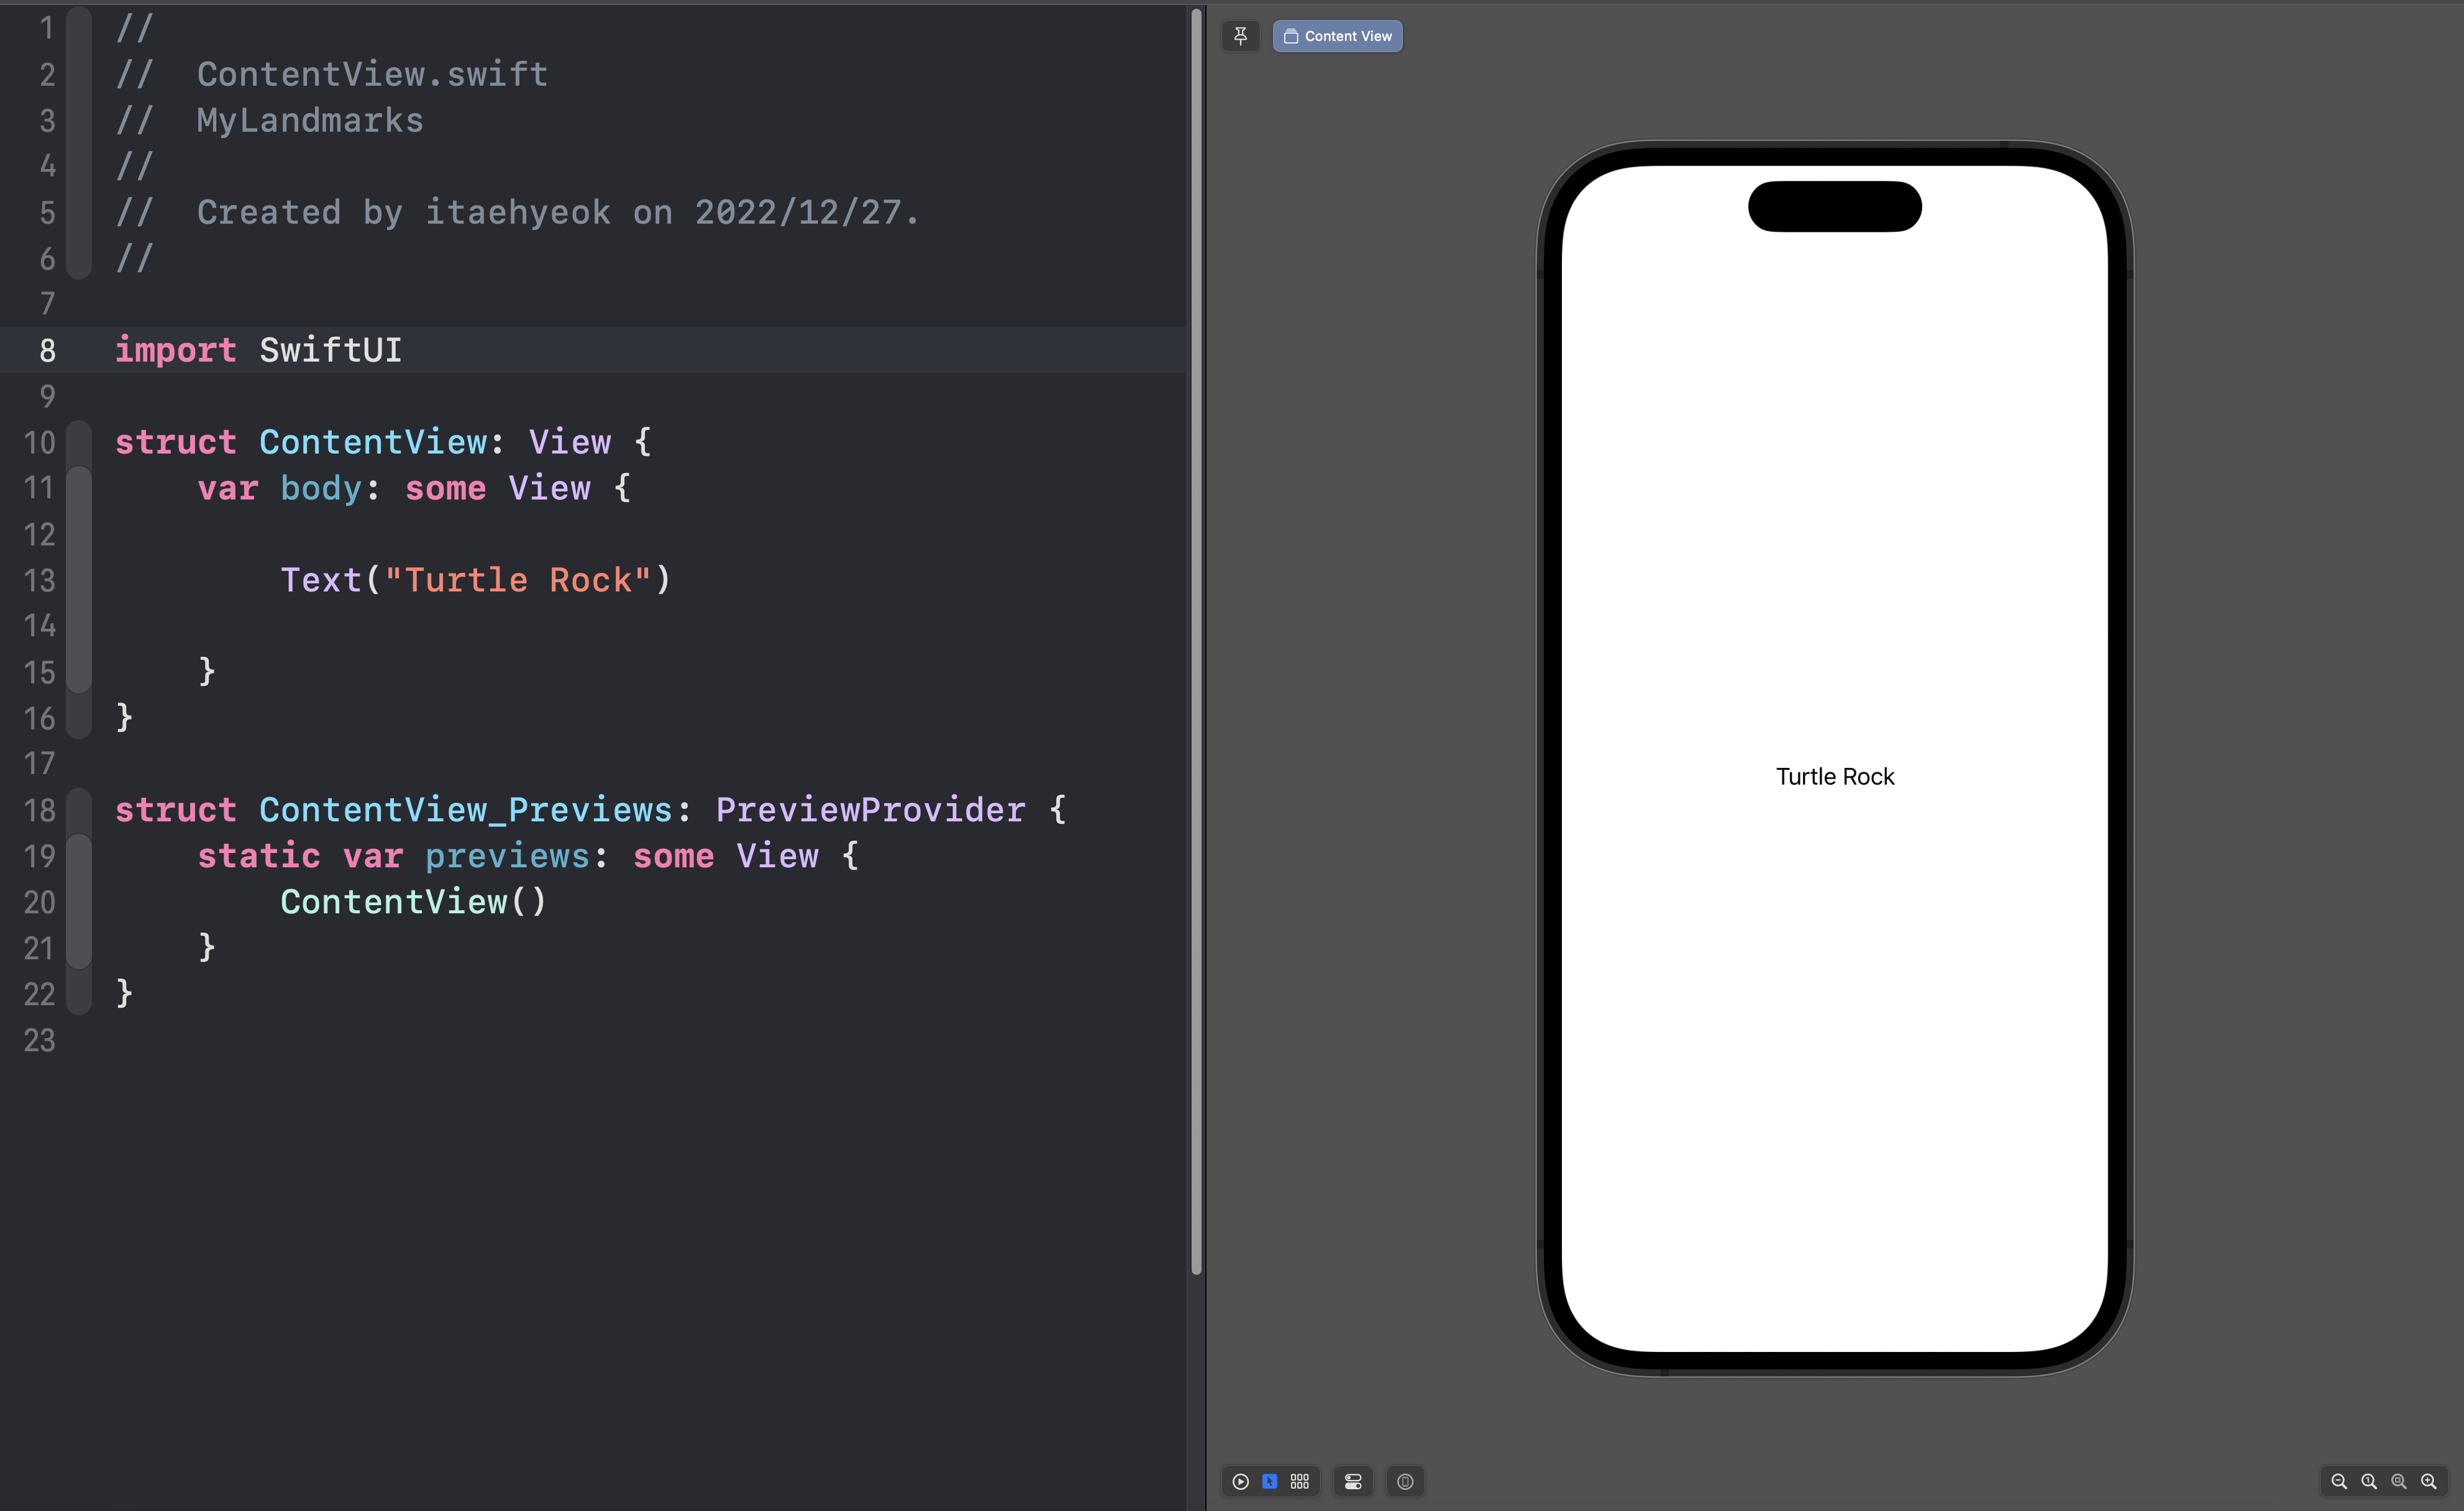 1 //
2 //  ContentView.swift
3 //  MyLandmarks
4 //
5 //  Created by itaehyeok on 2022/12/27.
6 //
7
8 import SwiftUI
9
10 struct ContentView: View {
11     var body: some View {
12
13         Text("Turtle Rock")
14
15     }
16 }
17
18 struct ContentView_Previews: PreviewProvider {
19     static var previews: some View {
20         ContentView()
21     }
22 }
23
Content View
Turtle Rock